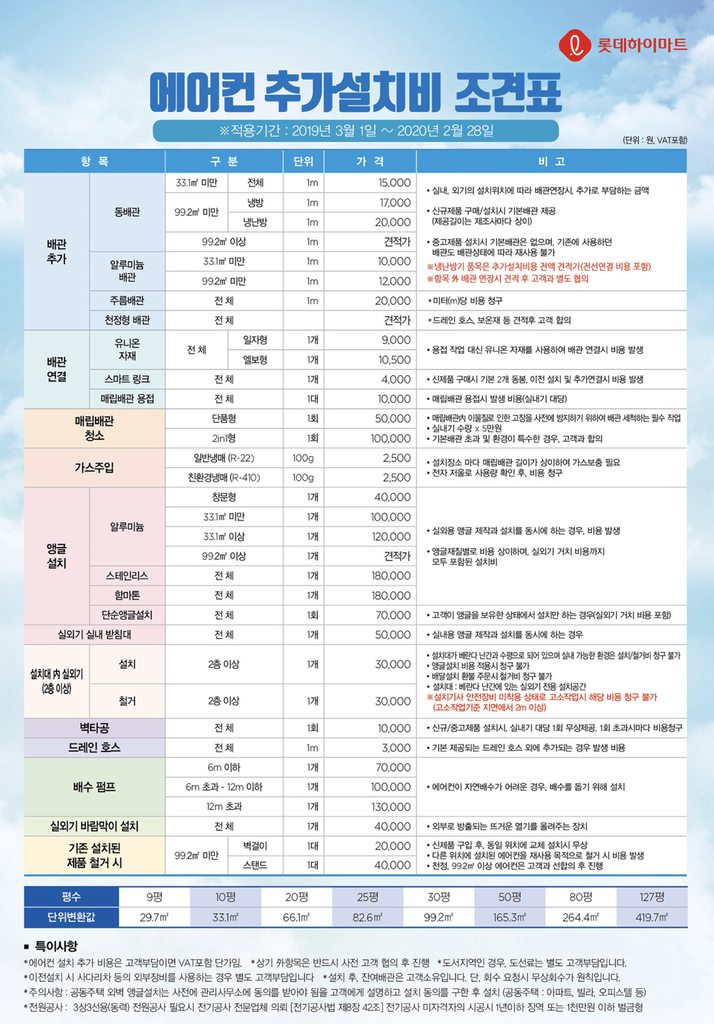 롯데하이마트
에어컨 추가설치비 조견표
※적용기간 : 2019년 3월 1일 ~ 2020년 2월 28일
(단위 : 원, VAT포함)
항 목 구 분 단위 가 격 비 고
배관 추가
동배관
33.1㎡ 미만 전체 1m 15,000
99.2㎡ 미만 냉방 1m 17,000
냉난방 1m 20,000
99.2㎡ 이상 1m 견적가
알루미늄 배관
33.1㎡ 미만 1m 10,000
99.2㎡ 미만 1m 12,000
• 실내, 외기의 설치위치에 따라 배관연장시, 추가로 부담하는 금액
• 신규제품 구매/설치시 기본배관 제공
(제공길이는 제조사마다 상이)
• 중고제품 설치시 기본배관은 없으며, 기존에 사용하던
배관도 배관상태에 따라 재사용 불가
※냉난방기 품목은 추가설치비용 전액 견적가(전선연결 비용 포함)
※항목 外 배관 연장시 견적 후 고객과 별도 협의
주름배관 전 체 1m 20,000 *미터(m)당 비용 청구
천정형 배관 전 체 견적가 *드레인 호스, 보온재 등 견적후 고객 합의
배관 연결
유니온 자재 전 체
일자형 1개 9,000
엘보형 1개 10,500
• 용접 작업 대신 유니온 자재를 사용하여 배관 연결시 비용 발생
스마트 링크 전 체 1개 4,000 • 신제품 구매시 기본 2개 동봉, 이전 설치 및 추가연결시 비용 발생
매립배관 용접 전 체 1대 10,000 • 매립배관 용접시 발생 비용(실내기 대당)
매립배관 청소
단품형 1회 50,000
2in1형 1회 100,000
• 매립배관內 이물질로 인한 고장을 사전에 방지하기 위하여 배관 세척하는 필수 작업
• 실내기 수량 x 5만원
• 기본배관 초과 및 환경이 특수한 경우, 고객과 합의
가스주입
일반냉매 (R-22) 100g 2,500
친환경냉매 (R-410) 100g 2,500
• 설치장소 마다 매립배관 길이가 상이하여 가스보충 필요
• 전자 저울로 사용량 확인 후, 비용 청구
앵글 설치
알루미늄
창문형 1개 40,000
33.1㎡ 미만 1개 100,000
33.1㎡ 이상 1개 120,000
99.2㎡ 이상 1개 견적가
스테인리스 전 체 1개 180,000
함마톤 전 체 1개 180,000
• 실외용 앵글 제작과 설치를 동시에 하는 경우, 비용 발생
• 앵글재질별로 비용 상이하며, 실외기 거치 비용까지
모두 포함된 설치비
단순앵글설치 전 체 1회 70,000 • 고객이 앵글을 보유한 상태에서 설치만 하는 경우(실외기 거치 비용 포함)
실외기 실내 받침대 전 체 1개 50,000 • 실내용 앵글 제작과 설치를 동시에 하는 경우
설치대 內 실외기
(2층 이상)
설치 2층 이상 1개 30,000
철거 2층 이상 1개 30,000
• 설치대가 베란다 난간과 수평으로 되어 있으며 실내 가능한 환경은 설치/철거비 청구 불가
• 앵글설치 비용 적용시 청구 불가
• 배달설치 환불 주문시 철거비 청구 불가
• 설치대 : 베란다 난간에 있는 실외기 전용 설치공간
※설치기사 안전장비 미착용 상태로 고소작업시 해당 비용 청구 불가
(고소작업기준 지면에서 2m 이상)
벽타공 전 체 1회 10,000 • 신규/중고제품 설치시, 실내기 대당 1회 무상제공. 1회 초과시마다 비용청구
드레인 호스 전 체 1m 3,000 • 기본 제공되는 드레인 호스 외에 추가되는 경우 발생 비용
배수 펌프
6m 이하 1개 70,000
6m 초과 - 12m 이하 1개 100,000
12m 초과 1개 130,000
• 에어컨이 자연배수가 어려운 경우, 배수를 돕기 위해 설치
실외기 바람막이 설치 전 체 1개 40,000 • 외부로 방출되는 뜨거운 열기를 올려주는 장치
기존 설치된
제품 철거 시
99.2㎡ 미만
벽걸이 1대 20,000
스탠드 1대 40,000
• 신제품 구입 후, 동일 위치에 교체 설치시 무상
• 다른 위치에 설치된 에어컨을 재사용 목적으로 철거 시 비용 발생
• 천정, 99.2㎡ 이상 에어컨은 고객과 선합의 후 진행
평수 9평 10평 20평 25평 30평 50평 80평 127평
단위변환값 29.7㎡ 33.1㎡ 66.1㎡ 82.6㎡ 99.2㎡ 165.3㎡ 264.4㎡ 419.7㎡
■ 특이사항
*에어컨 설치 추가 비용은 고객부담이면 VAT포함 단가임. *상기 외항목은 반드시 사전 고객 협의 후 진행 *도서지역인 경우, 도선료는 별도 고객부담입니다.
*이전설치 시 사다리차 등의 외부장비를 사용하는 경우 별도 고객부담입니다 *설치 후, 잔여배관은 고객소유입니다. 단, 회수 요청시 무상회수가 원칙입니다.
*주의사항 : 공동주택 외벽 앵글설치는 사전에 관리사무소에 동의를 받아야 됨을 고객에게 설명하고 설치 동의를 구한 후 설치 (공동주택 : 아파트, 빌라, 오피스텔 등)
*전원공사 : 3상3선용(동력) 전원공사 필요시 전기공사 전문업체 의뢰 [전기공사법 제8장 42조] 전기공사 미자격자의 시공시 1년이하 징역 또는 1천만원 이하 벌금형